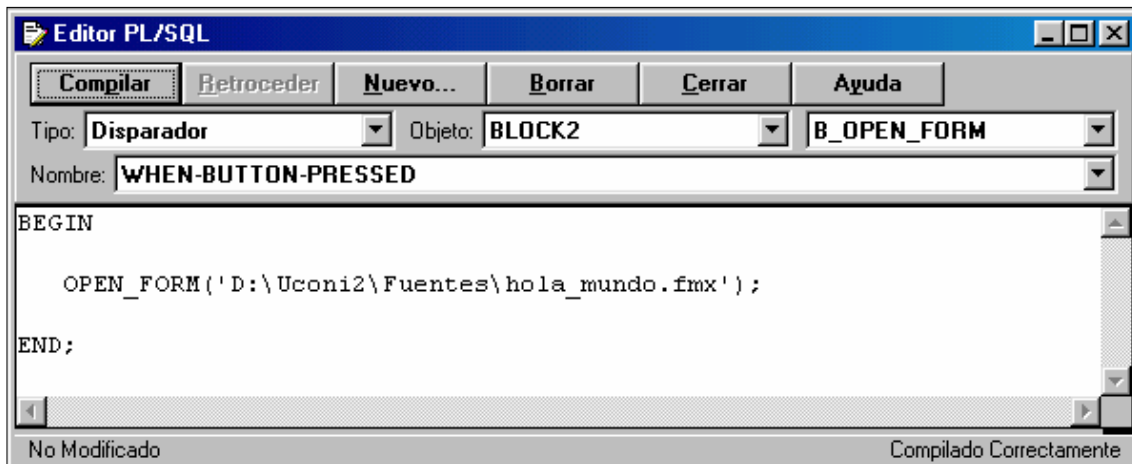 Editor PL/SQL
Compilar Retroceder Nuevo... Borrar Cerrar Ayuda
Tipo: Disparador Objeto: BLOCK2 B_OPEN_FORM
Nombre: WHEN-BUTTON-PRESSED
BEGIN
OPEN_FORM('D:\Uconi2\Fuentes\hola_mundo.fmx');
END;
No Modificado Compilado Correctamente